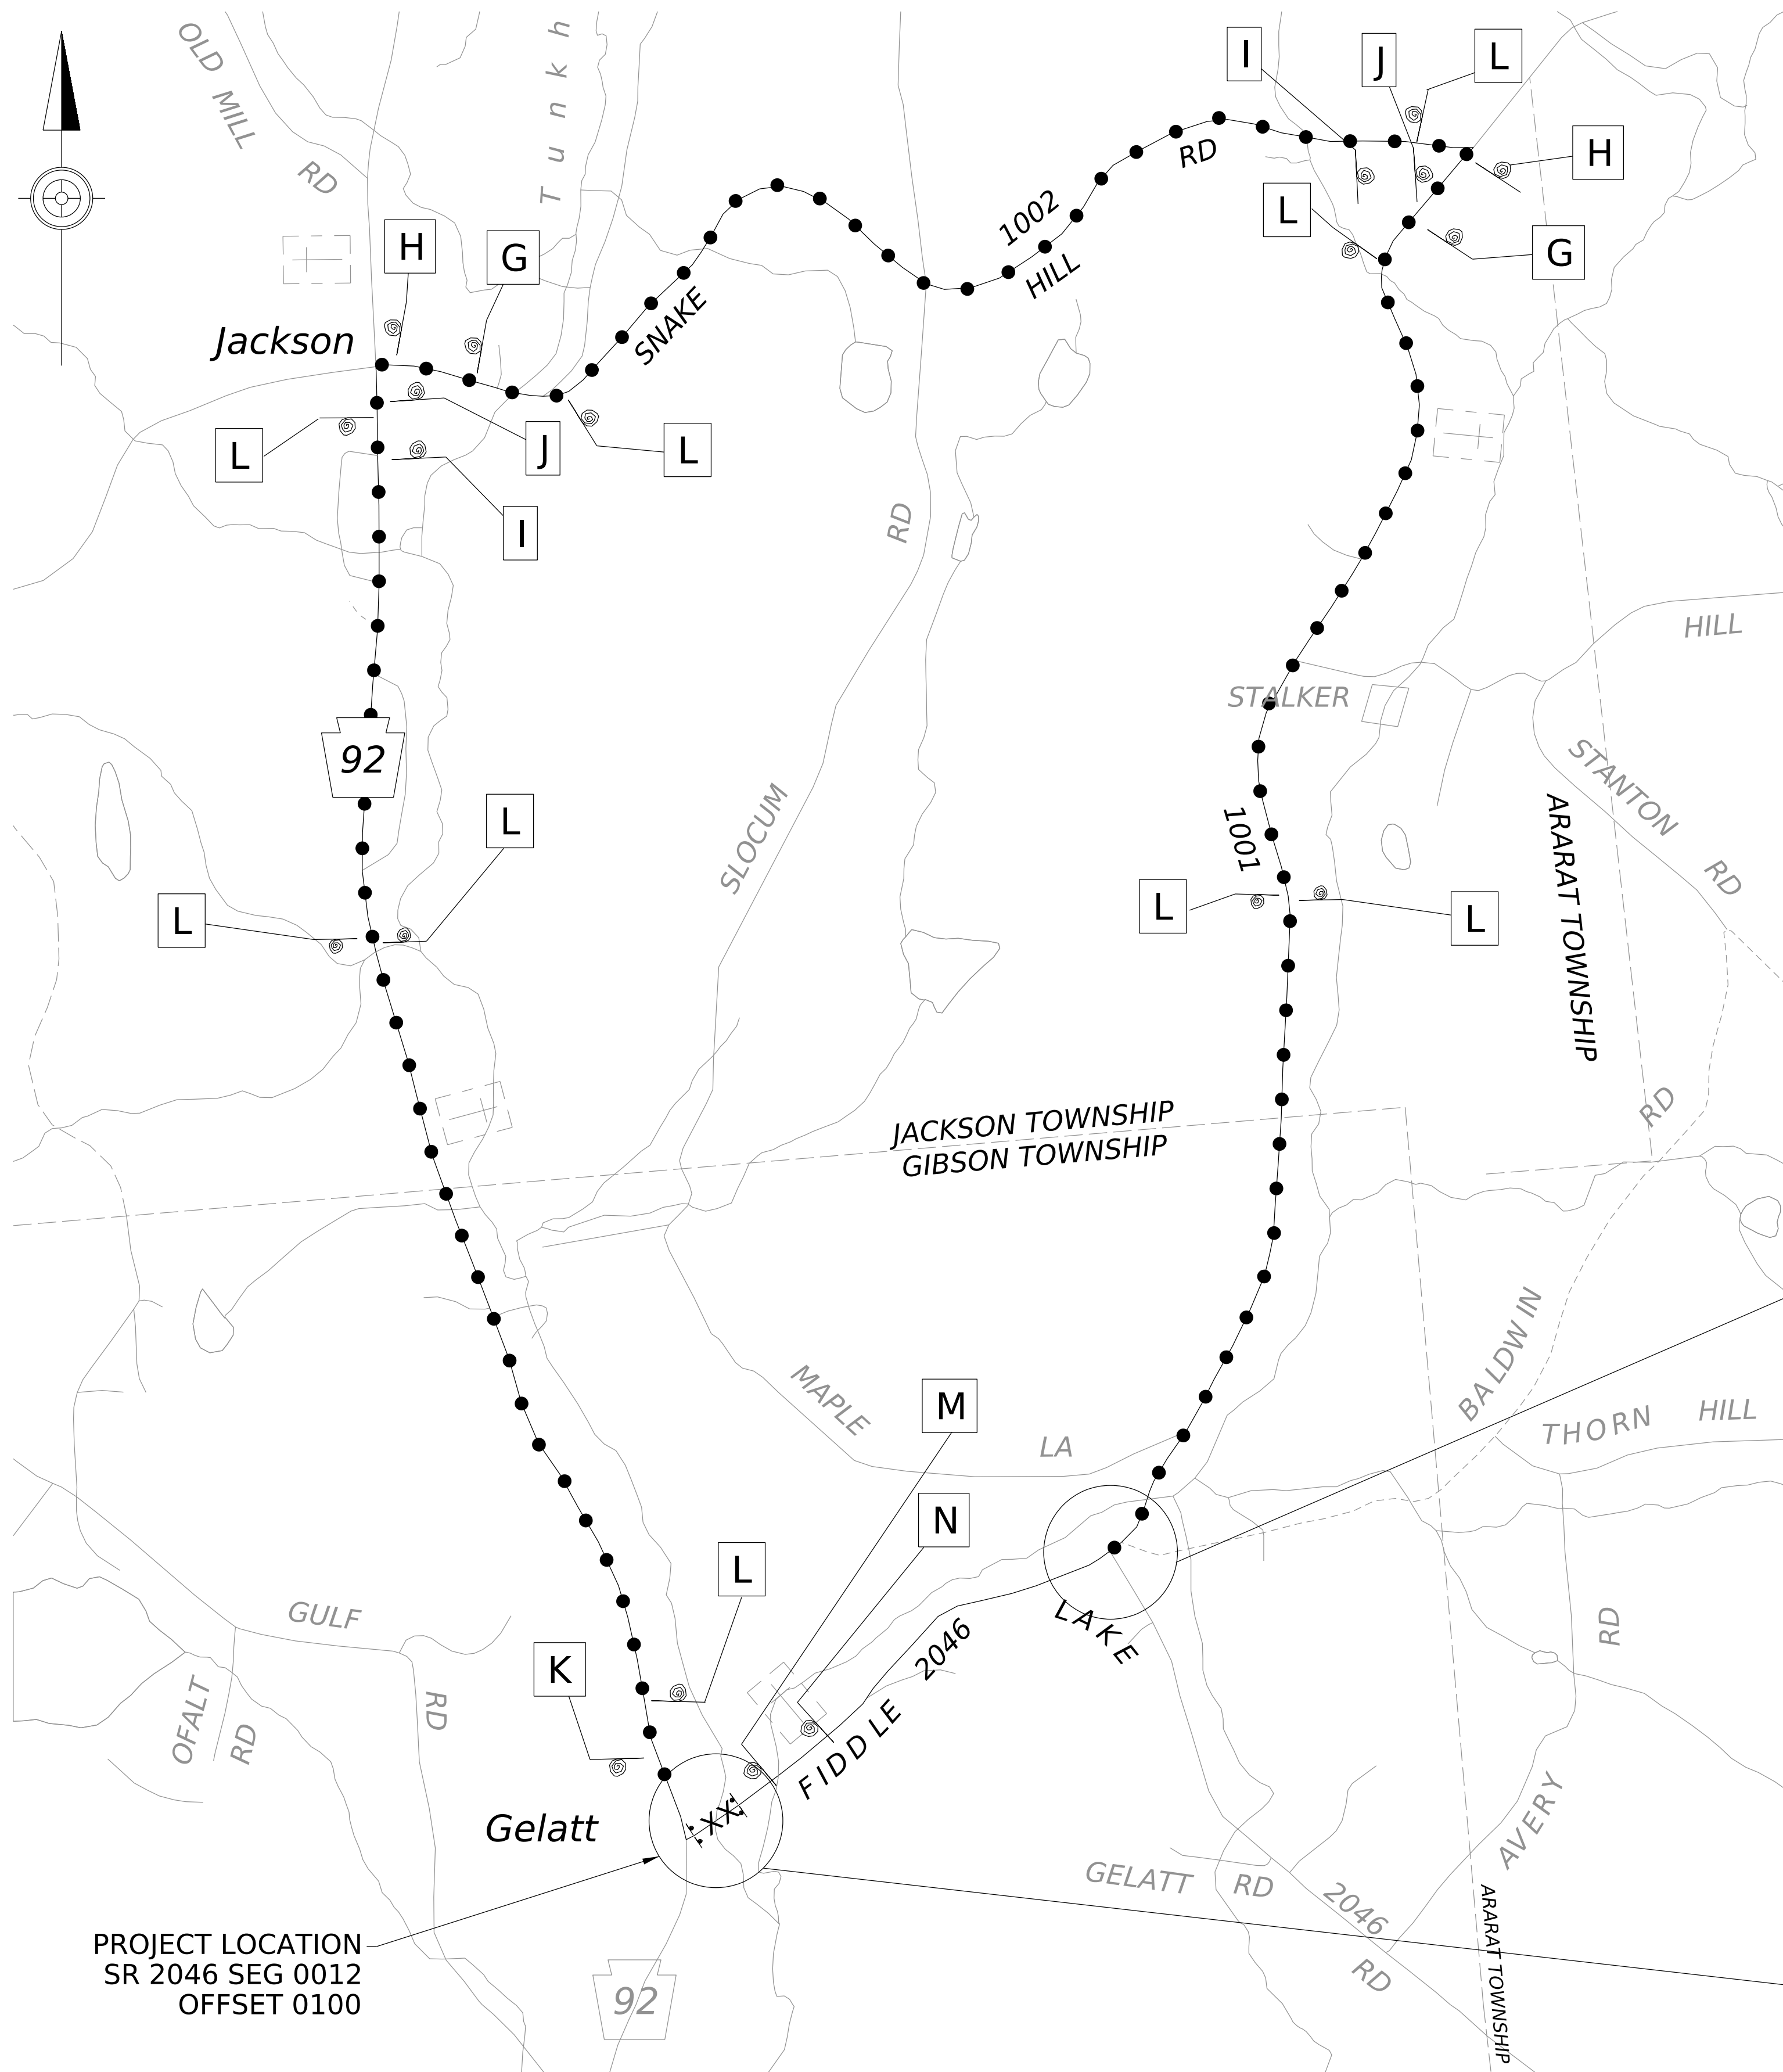 OLD MILL RD
Tunkh
I
J
L
H
RD
1002
HILL
L
G
H
G
Jackson
SNAKE
L
J
L
I
RD
HILL
STALKER
92
STANTON
RD
1001
ARARAT TOWNSHIP
L
SLOCUM
L
L
L
RD
JACKSON TOWNSHIP
GIBSON TOWNSHIP
BALDWIN
MAPLE
LA
M
THORN HILL
N
L
LAKE
GULF
2046
RD
K
OFALT
RD
RD
FIDDLE
XX
Gelatt
AVERY
GELATT RD
2046
RD
ARARAT TOWNSHIP
PROJECT LOCATION
SR 2046 SEG 0012
OFFSET 0100
92